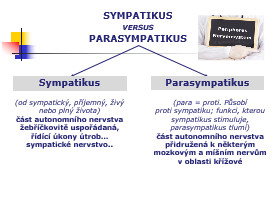 SYMPATIKUS
VERSUS
PARASYMPATIKUS
Peripheres
Nervensystem
Sympatikus
Parasympatikus
(od sympatický, příjemný, živý
nebo plný života)
část autonomního nervstva
žebříčkovitě uspořádaná,
řídící úkony útrob...
sympatické nervstvo..
(para = proti. Působí
proti sympatiku; funkci, kterou
sympatikus stimuluje,
parasympatikus tlumí)
část autonomního nervstva
přidružená k některým
mozkovým a míšním nervům
v oblasti křížové